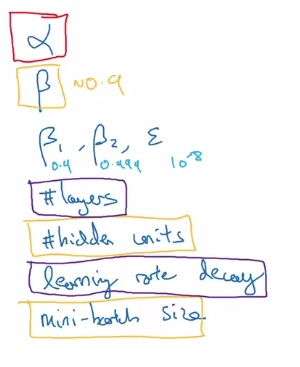 α
β ~0.9
β₁, β₂, ε
0.9 0.999 10⁻⁸
#layers
#hidden units
learning rate decay
mini-batch size